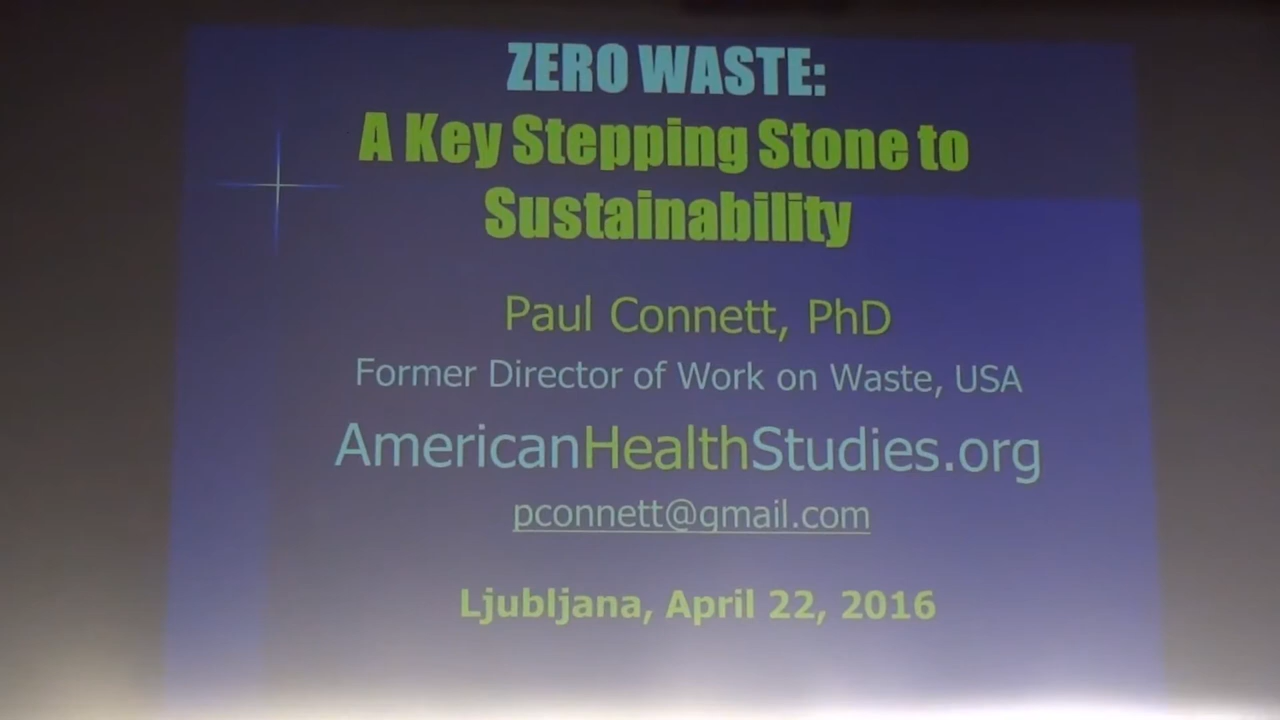 ZERO WASTE:
A Key Stepping Stone to
Sustainability
Paul Connett, PhD
Former Director of Work on Waste, USA
AmericanHealthStudies.org
pconnett@gmail.com
Ljubljana, April 22, 2016